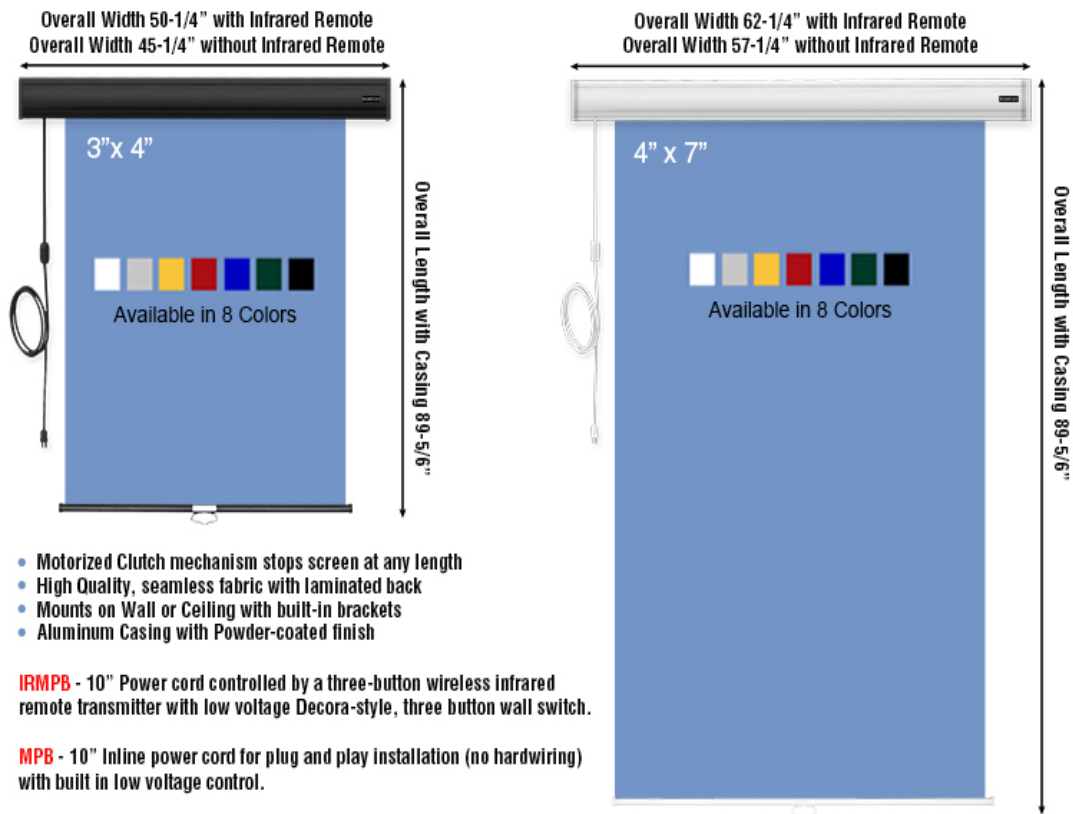 Overall Width 50-1/4” with Infrared Remote
Overall Width 45-1/4” without Infrared Remote
3”x 4”
Available in 8 Colors
Overall Length with Casing 89-5/6”
Overall Width 62-1/4” with Infrared Remote
Overall Width 57-1/4” without Infrared Remote
4” x 7”
Available in 8 Colors
Overall Length with Casing 89-5/6”
Motorized Clutch mechanism stops screen at any length
High Quality, seamless fabric with laminated back
Mounts on Wall or Ceiling with built-in brackets
Aluminum Casing with Powder-coated finish
IRMPB - 10” Power cord controlled by a three-button wireless infrared
remote transmitter with low voltage Decora-style, three button wall switch.
MPB - 10” Inline power cord for plug and play installation (no hardwiring)
with built in low voltage control.